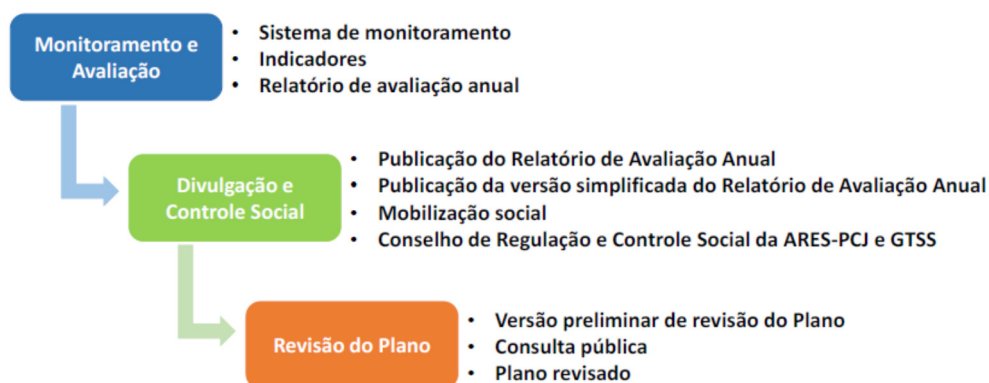 Monitoramento e
Avaliação
• Sistema de monitoramento
• Indicadores
• Relatório de avaliação anual
Divulgação e
Controle Social
• Publicação do Relatório de Avaliação Anual
• Publicação da versão simplificada do Relatório de Avaliação Anual
• Mobilização social
• Conselho de Regulação e Controle Social da ARES-PCJ e GTSS
Revisão do Plano
• Versão preliminar de revisão do Plano
• Consulta pública
• Plano revisado